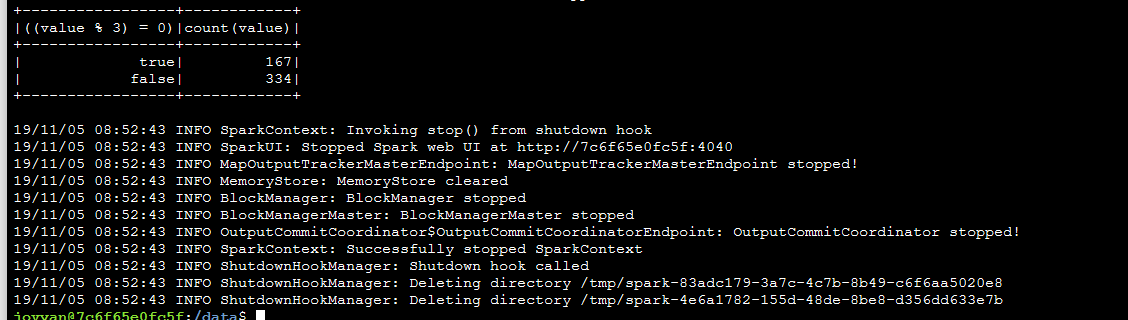 +-----------------+------------+
|((value % 3) = 0)|count(value)|
+-----------------+------------+
|             true|         167|
|            false|         334|
+-----------------+------------+
19/11/05 08:52:43 INFO SparkContext: Invoking stop() from shutdown hook
19/11/05 08:52:43 INFO SparkUI: Stopped Spark web UI at http://7c6f65e0fc5f:4040
19/11/05 08:52:43 INFO MapOutputTrackerMasterEndpoint: MapOutputTrackerMasterEndpoint stopped!
19/11/05 08:52:43 INFO MemoryStore: MemoryStore cleared
19/11/05 08:52:43 INFO BlockManager: BlockManager stopped
19/11/05 08:52:43 INFO BlockManagerMaster: BlockManagerMaster stopped
19/11/05 08:52:43 INFO OutputCommitCoordinator$OutputCommitCoordinatorEndpoint: OutputCommitCoordinator stopped!
19/11/05 08:52:43 INFO SparkContext: Successfully stopped SparkContext
19/11/05 08:52:43 INFO ShutdownHookManager: Shutdown hook called
19/11/05 08:52:43 INFO ShutdownHookManager: Deleting directory /tmp/spark-83adc179-3a7c-4c7b-8b49-c6f6aa5020e8
19/11/05 08:52:43 INFO ShutdownHookManager: Deleting directory /tmp/spark-4e6a1782-155d-48de-8be8-d356dd633e7b
jovyan@7c6f65e0fc5f:/data$